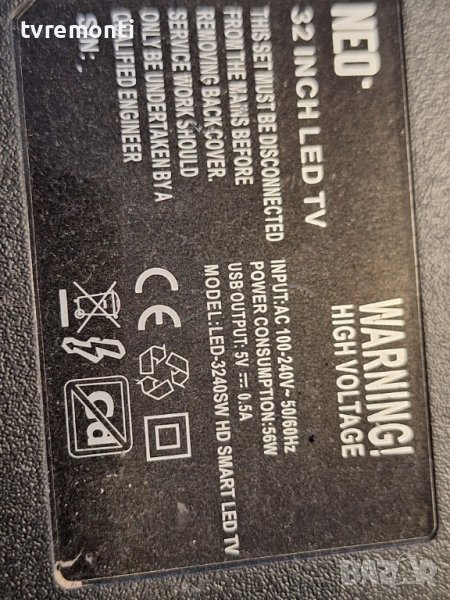 NEO
32 INCH LED TV
THIS SET MUST BE DISCONNECTED
FROM THE MAINS BEFORE
REMOVING BACK COVER.
SERVICE WORK SHOULD
ONLY BE UNDERTAKEN BY A
QUALIFIED ENGINEER
SN:
WARNING!
HIGH VOLTAGE
INPUT:AC 100-240V~ 50/60Hz
POWER CONSUMPTION:56W
USB OUTPUT: 5V⎓0.5A
MODEL:LED-3240SW HD SMART LED TV
CE
Cd
tvremonti
tvremonti
BAZAR